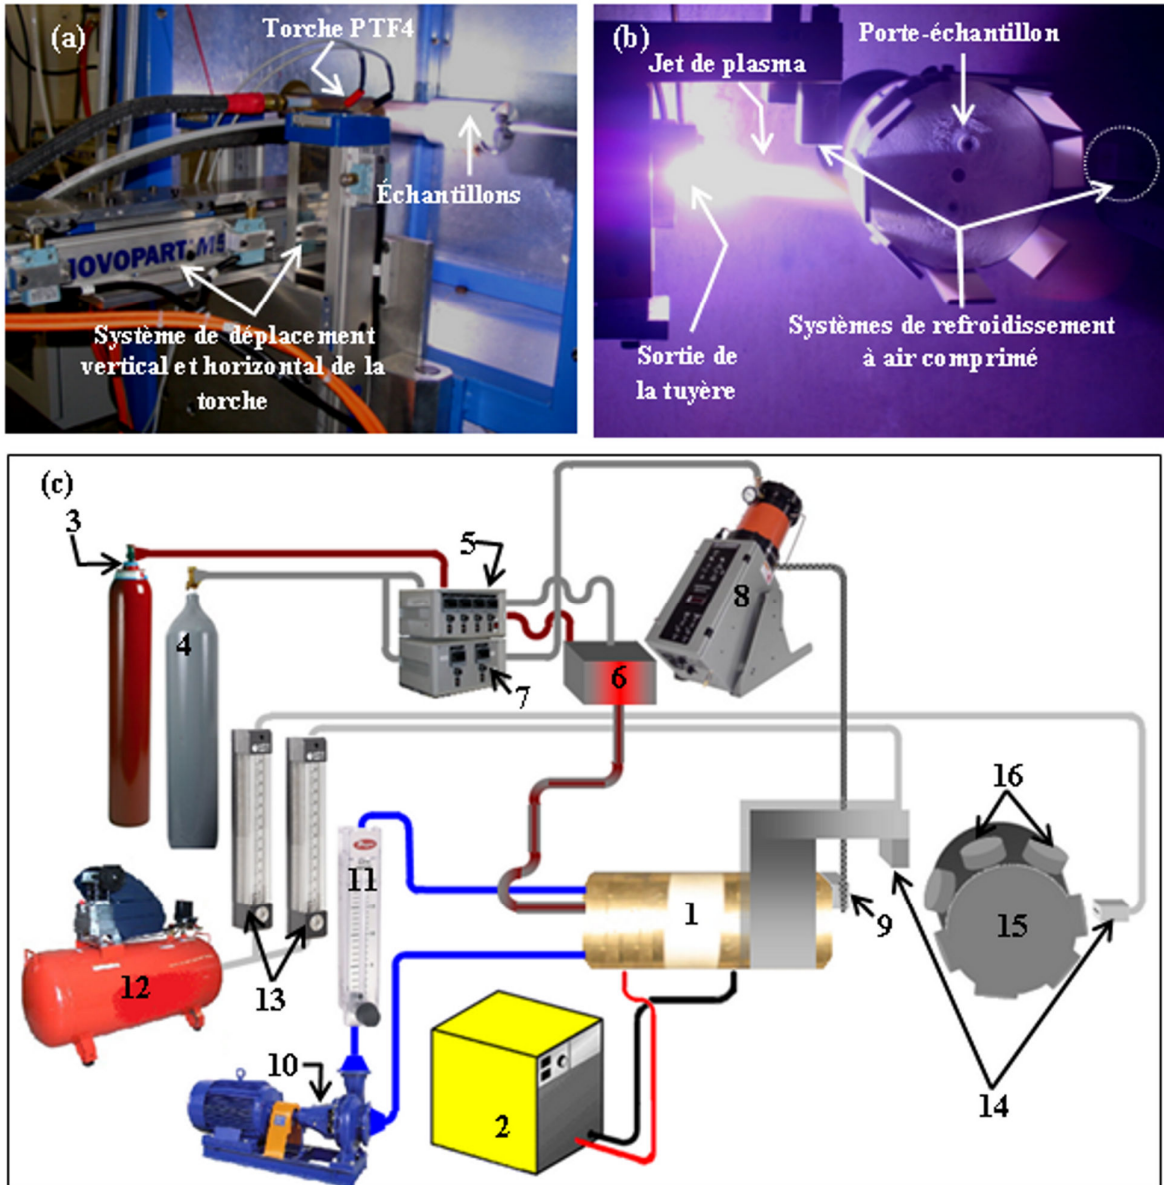 (a)
Torche PTF4
Échantillons
NOVOPART M5
Système de déplacement
vertical et horizontal de la
torche
(b)
Porte-échantillon
Jet de plasma
Systèmes de refroidissement
à air comprimé
Sortie de
la tuyère
(c)
3
5
4
8
7
6
16
11
1
9
15
12
13
10
2
14